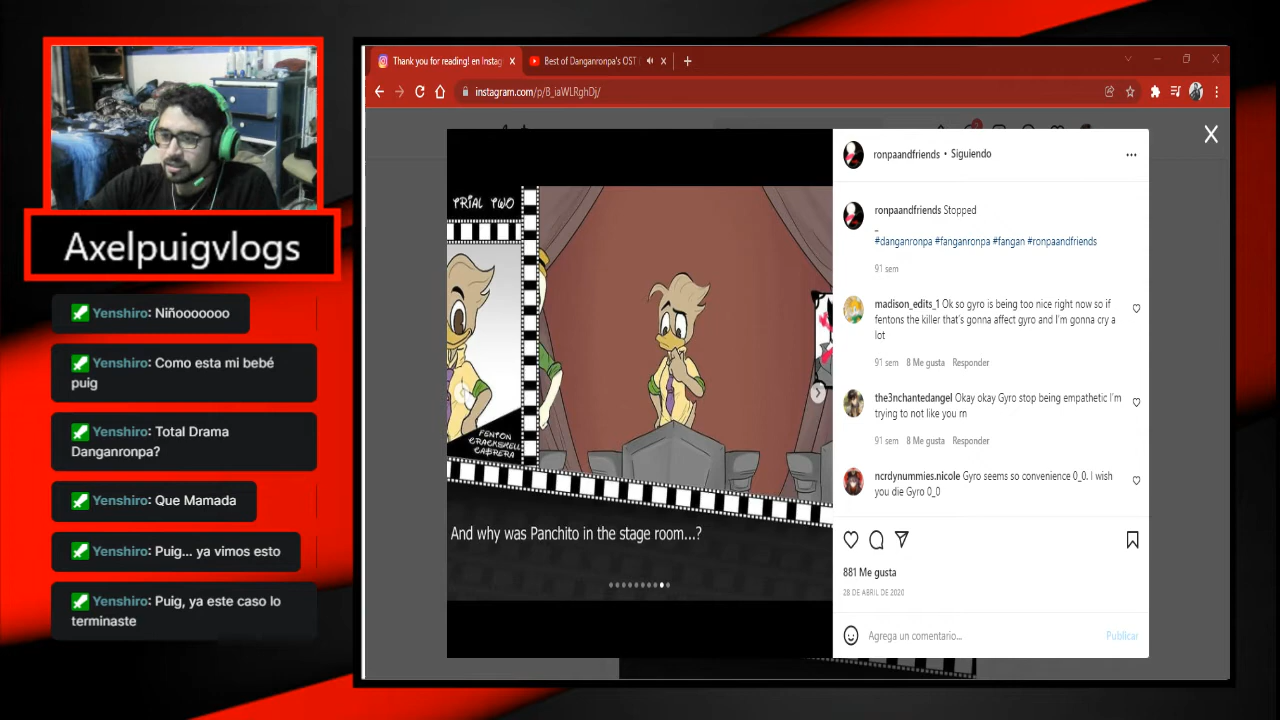 Axelpuigvlogs
Yenshiro: Niñooooooo
Yenshiro: Como esta mi bebé
puig
Yenshiro: Total Drama
Danganronpa?
Yenshiro: Que Mamada
Yenshiro: Puig... ya vimos esto
Yenshiro: Puig, ya este caso lo
terminaste
Thank you for reading! en Instag
Best of Danganronpa's OST
instagram.com/p/B_iaWLRghDj/
TRIAL TWO
FENTON
CRACKSHELL
CABRERA
And why was Panchito in the stage room...?
ronpaandfriends • Siguiendo
ronpaandfriends Stopped
_
#danganronpa #fanganronpa #fangan #ronpaandfriends
91 sem
madison_edits_1 Ok so gyro is being too nice right now so if
fentons the killer that's gonna affect gyro and I'm gonna cry a
lot
91 sem 8 Me gusta Responder
the3nchantedangel Okay okay Gyro stop being empathetic I'm
trying to not like you rn
91 sem 8 Me gusta Responder
ncrdynummies.nicole Gyro seems so convenience 0_0. I wish
you die Gyro 0_0
881 Me gusta
28 DE ABRIL DE 2020
Agrega un comentario...
Publicar